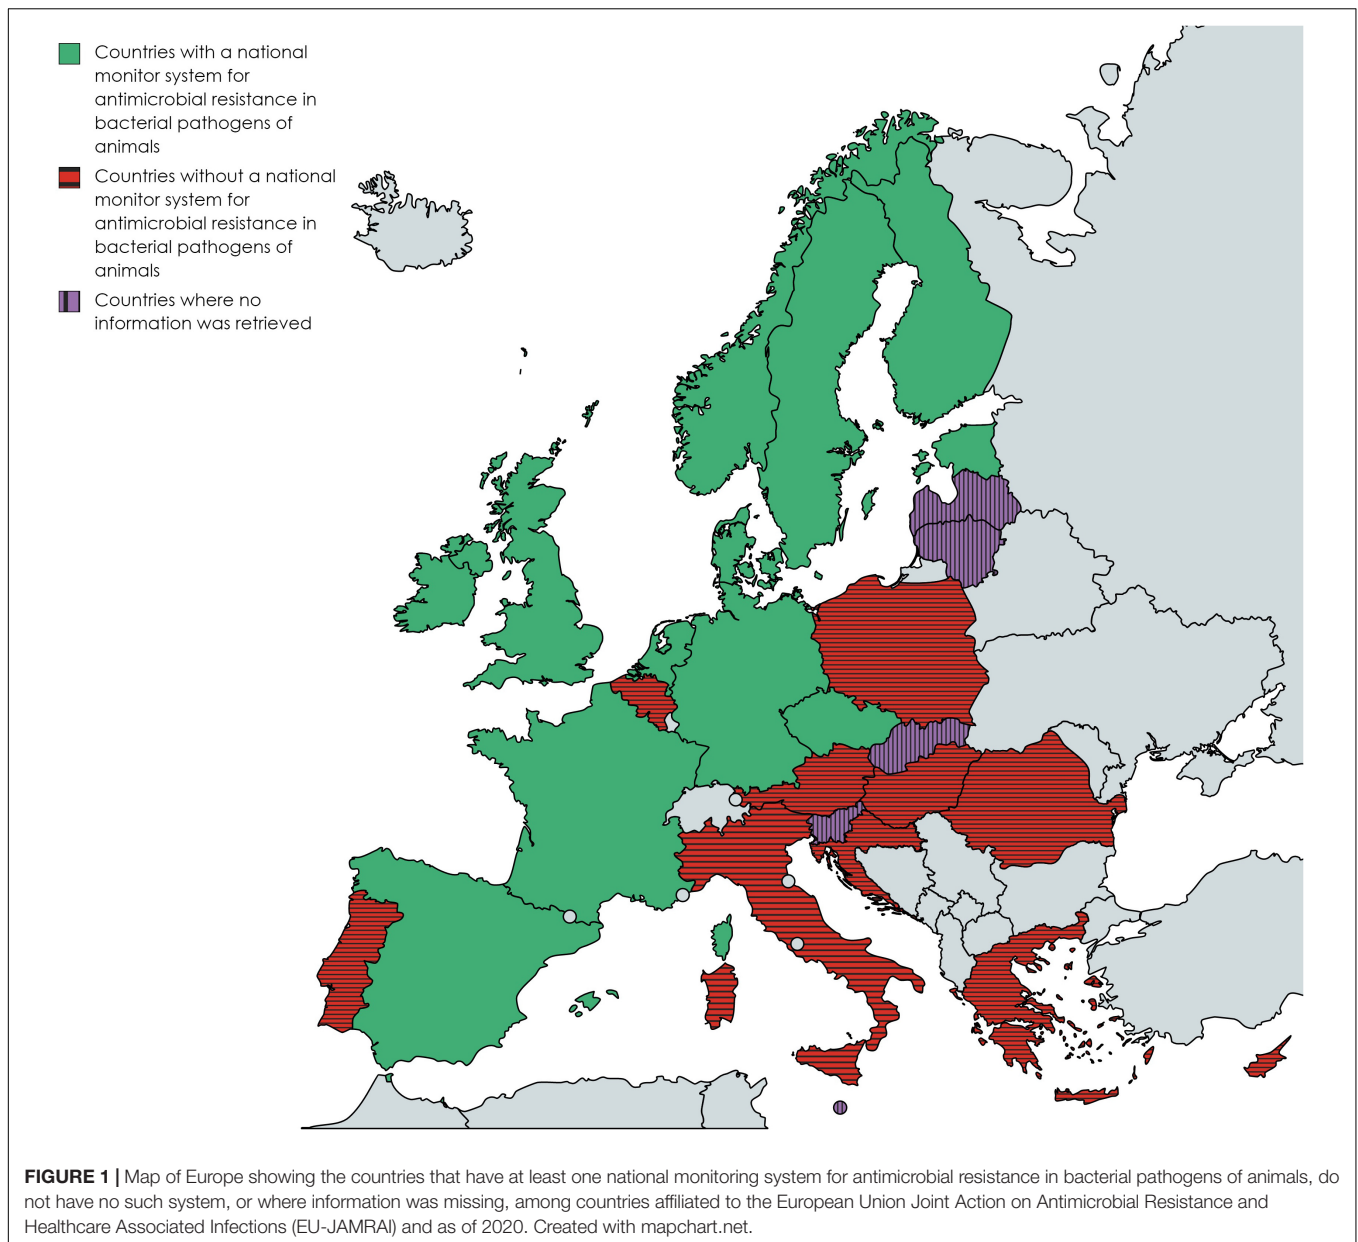 Countries with a national
monitor system for
antimicrobial resistance in
bacterial pathogens of
animals
Countries without a national
monitor system for
antimicrobial resistance in
bacterial pathogens of
animals
Countries where no
information was retrieved
FIGURE 1 | Map of Europe showing the countries that have at least one national monitoring system for antimicrobial resistance in bacterial pathogens of animals, do
not have no such system, or where information was missing, among countries affiliated to the European Union Joint Action on Antimicrobial Resistance and
Healthcare Associated Infections (EU-JAMRAI) and as of 2020. Created with mapchart.net.